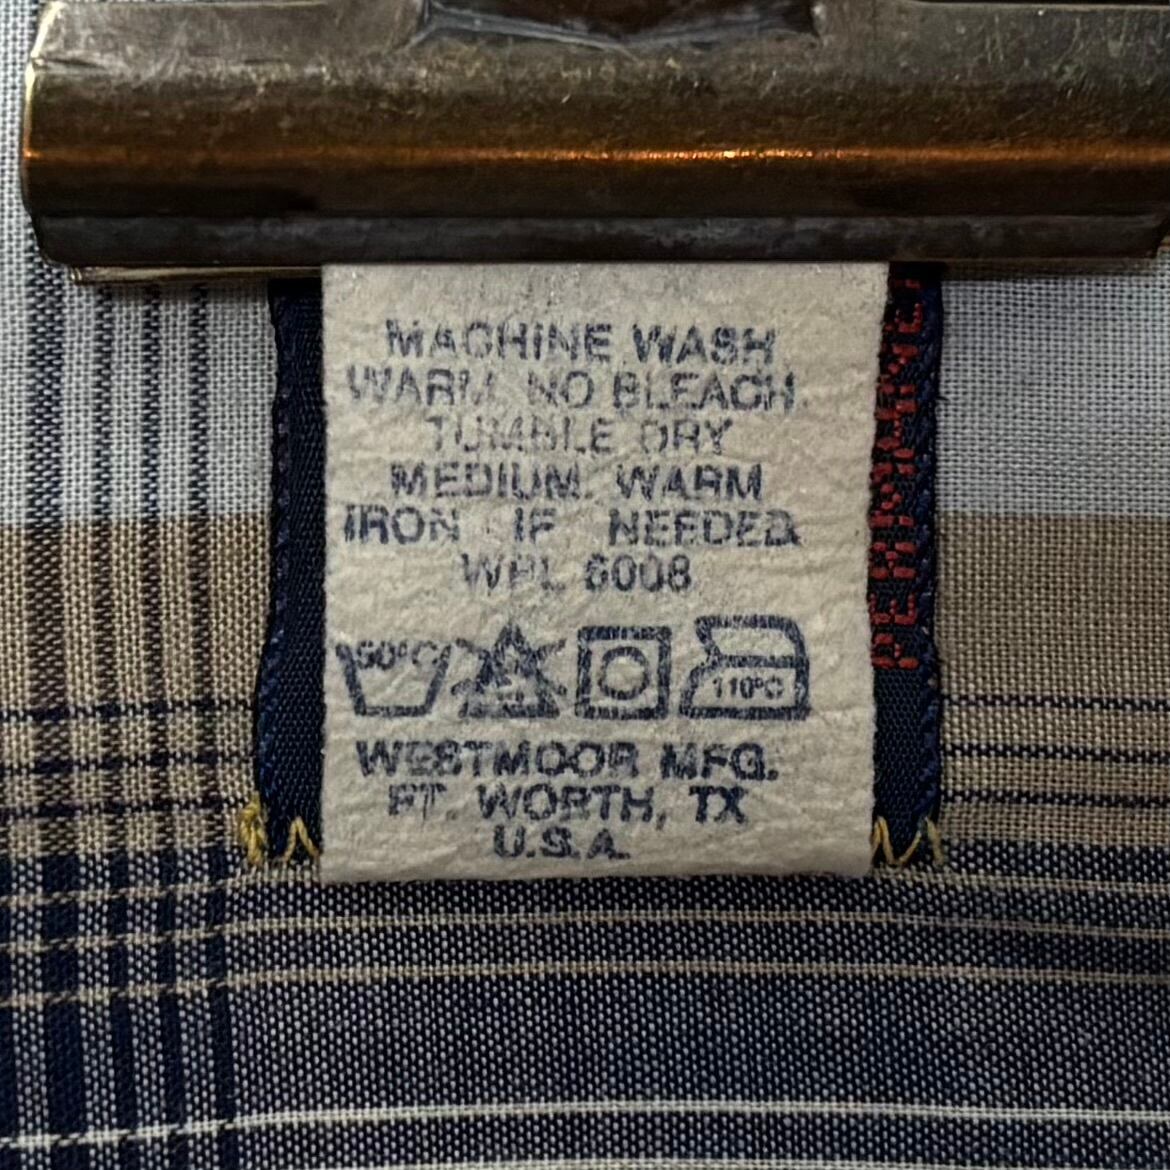 MACHINE WASH
WARM. NO BLEACH.
TUMBLE DRY
MEDIUM. WARM
IRON IF NEEDED.
WPL 6008
50°C
110°C
WESTMOOR MFG.
FT. WORTH, TX
U.S.A.